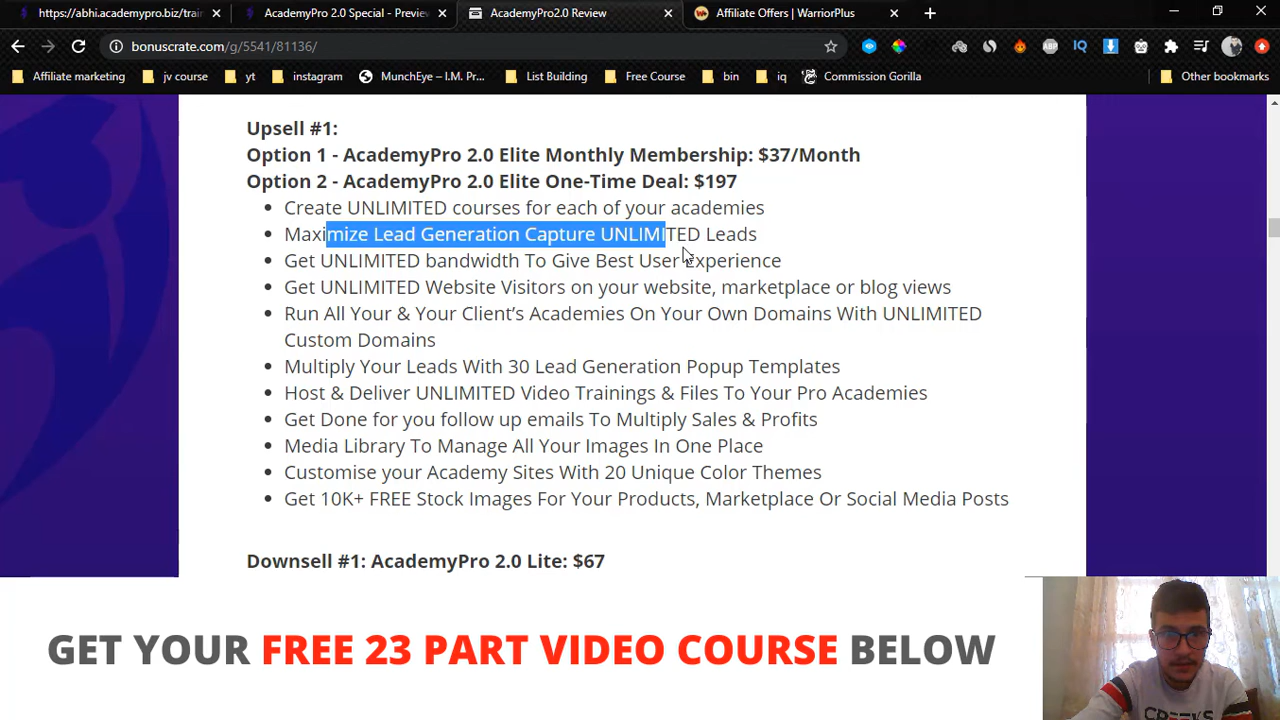 https://abhi.academypro.biz/trai
AcademyPro 2.0 Special - Preview
AcademyPro2.0 Review
Affiliate Offers | WarriorPlus
bonuscrate.com/g/5541/81136/
Affiliate marketing
jv course
yt
instagram
MunchEye – I.M. Pr...
List Building
Free Course
bin
iq
Commission Gorilla
Other bookmarks
Upsell #1:
Option 1 - AcademyPro 2.0 Elite Monthly Membership: $37/Month
Option 2 - AcademyPro 2.0 Elite One-Time Deal: $197
Create UNLIMITED courses for each of your academies
Maximize Lead Generation Capture UNLIMITED Leads
Get UNLIMITED bandwidth To Give Best User Experience
Get UNLIMITED Website Visitors on your website, marketplace or blog views
Run All Your & Your Client's Academies On Your Own Domains With UNLIMITED
Custom Domains
Multiply Your Leads With 30 Lead Generation Popup Templates
Host & Deliver UNLIMITED Video Trainings & Files To Your Pro Academies
Get Done for you follow up emails To Multiply Sales & Profits
Media Library To Manage All Your Images In One Place
Customise your Academy Sites With 20 Unique Color Themes
Get 10K+ FREE Stock Images For Your Products, Marketplace Or Social Media Posts
Downsell #1: AcademyPro 2.0 Lite: $67
GET YOUR FREE 23 PART VIDEO COURSE BELOW